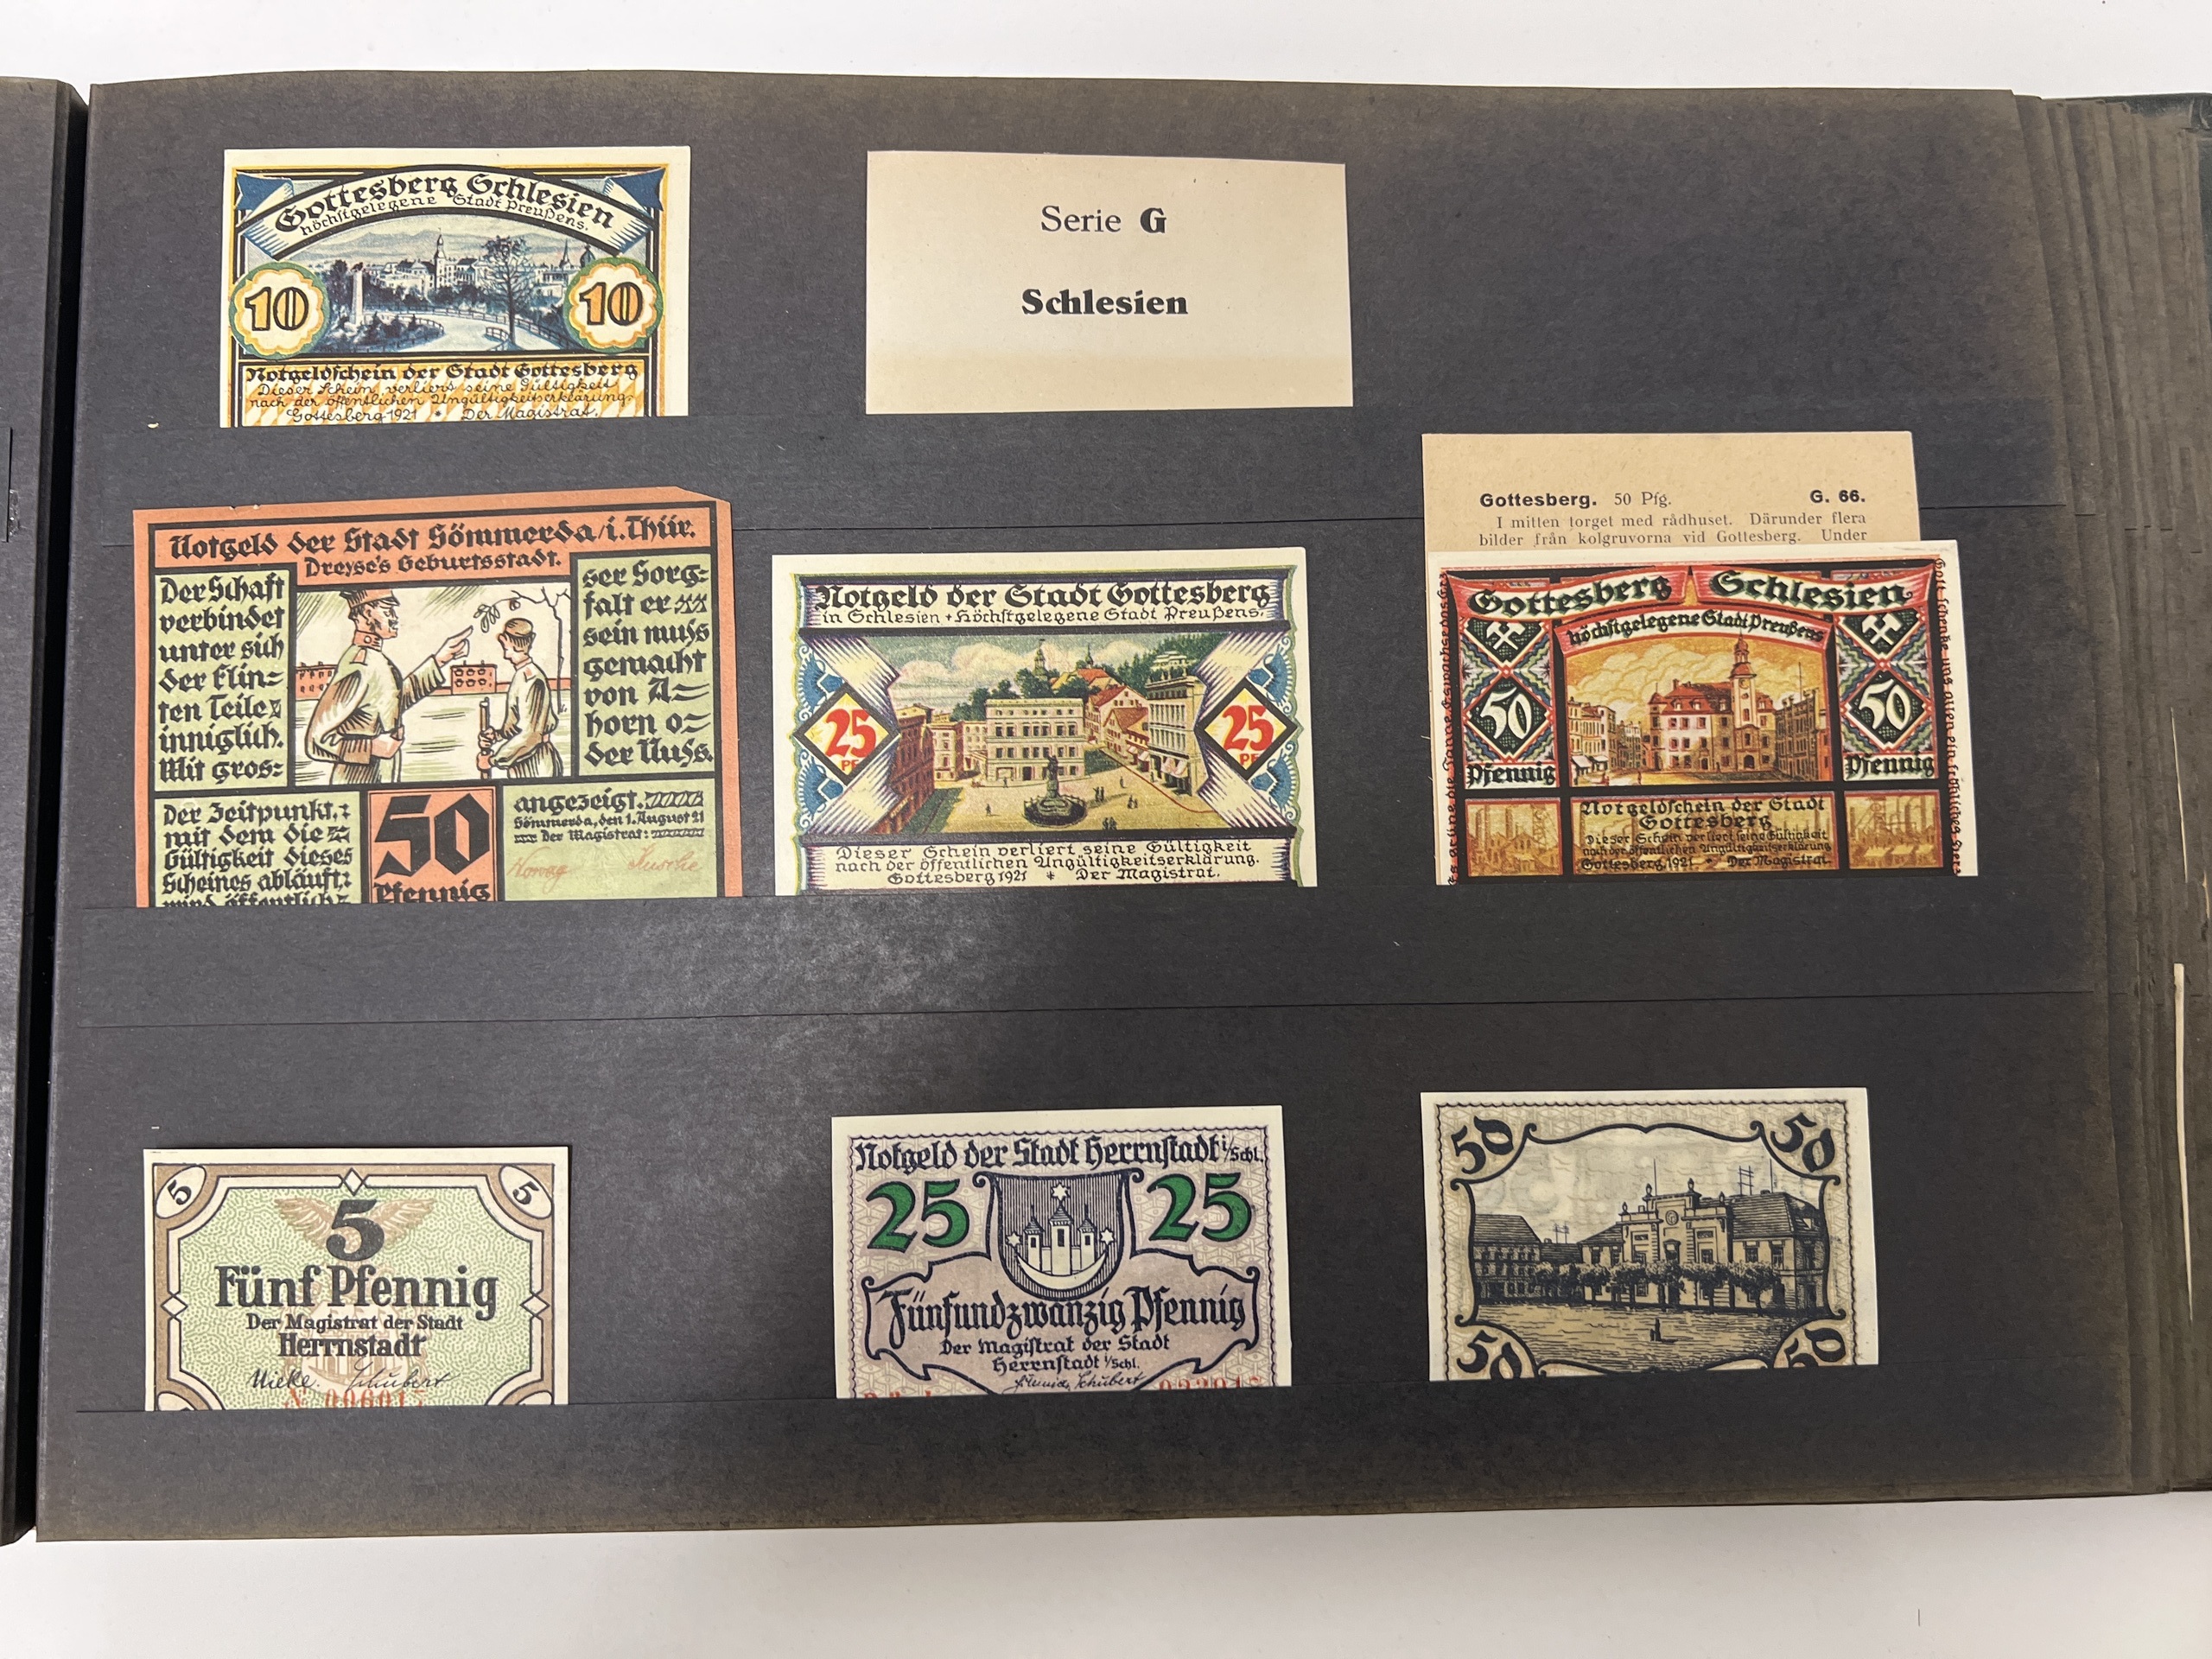 Gottesberg Schlesien
höchstgelegene Stadt Preußens.
10 10
Notgeldschein der Stadt Gottesberg
Dieser Schein verliert seine Gültigkeit
nach der öffentlichen Ungültigkeitserklärung.
Gottesberg 1921 * Der Magistrat.
Serie G
Schlesien
Notgeld der Stadt Sömmerda/i.Thür.
Dreyse's Geburtsstadt.
Der Schaft
verbindet
unter sich
der Flin=
ten Teile
inniglich.
Mit gros=
ser Sorg=
falt er
sein muss
gemacht
von A=
horn o=
der Nuss.
Der Zeitpunkt,
mit dem die
Gültigkeit dieses
Scheines abläuft,
wird öffentlich
50
Pfennig
angezeigt.
Sömmerda, den 1. August 21
Der Magistrat:
Notgeld der Stadt Gottesberg
in Schlesien + Höchstgelegene Stadt Preußens.
25 PF 25 PF
Dieser Schein verliert seine Gültigkeit
nach der öffentlichen Ungültigkeitserklärung.
Gottesberg 1921 * Der Magistrat.
Gottesberg. 50 Pfg. G. 66.
I mitten torget med rådhuset. Därunder flera
bilder från kolgruvorna vid Gottesberg. Under
Gottesberg Schlesien
höchstgelegene Stadt Preußens
50 50
Pfennig Pfennig
Notgeldschein der Stadt
Gottesberg
Dieser Schein verliert seine Gültigkeit
nach der öffentlichen Ungültigkeitserklärung
Gottesberg 1921 * Der Magistrat.
5 5
5
Fünf Pfennig
Der Magistrat der Stadt
Herrnstadt
Schubert
Notgeld der Stadt Herrnstadt i/Schl.
25 25
Fünfundzwanzig Pfennig
Der Magistrat der Stadt
Herrnstadt i/Schl.
Schubert
50 50
50 50